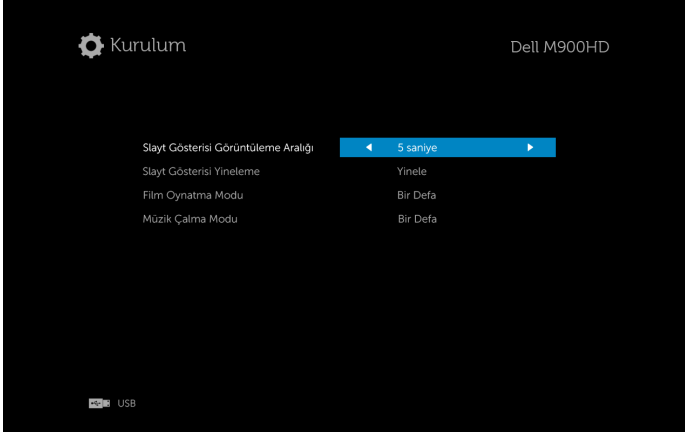 Kurulum
Dell M900HD
Slayt Gösterisi Görüntüleme Aralığı 5 saniye
Slayt Gösterisi Yineleme Yinele
Film Oynatma Modu Bir Defa
Müzik Çalma Modu Bir Defa
USB